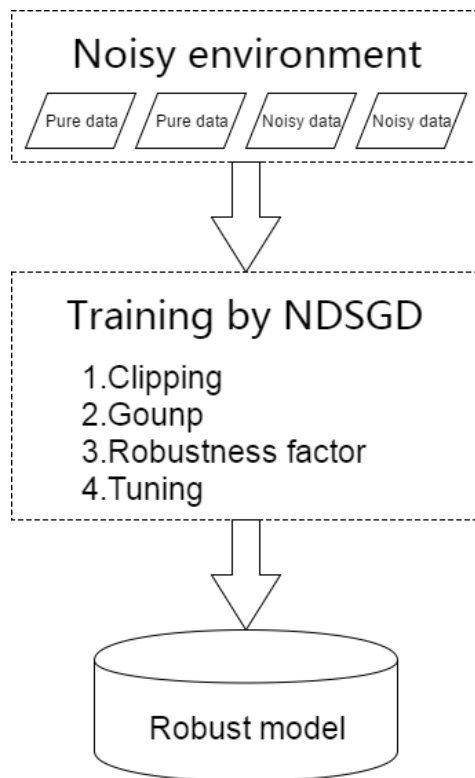 Noisy environment
Pure data Pure data Noisy data Noisy data
Training by NDSGD
1.Clipping
2.Gounp
3.Robustness factor
4.Tuning
Robust model